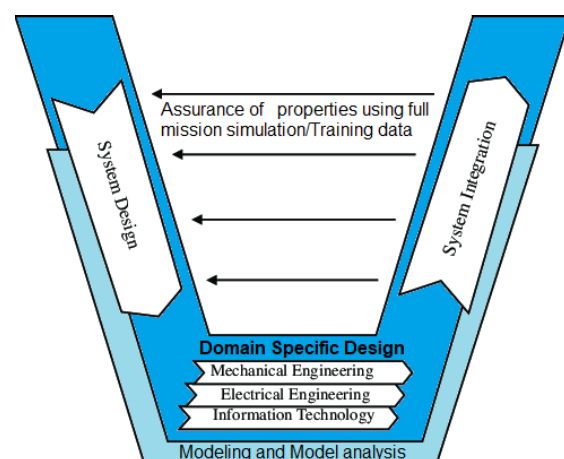 Assurance of properties using full
mission simulation/Training data
System Design
System Integration
Domain Specific Design
Mechanical Engineering
Electrical Engineering
Information Technology
Modeling and Model analysis